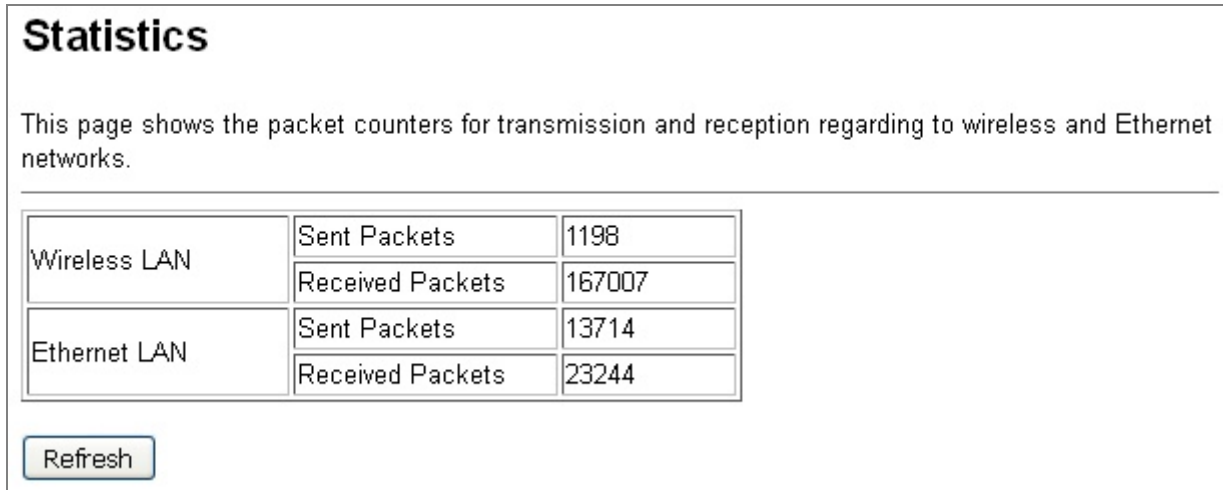 Statistics
This page shows the packet counters for transmission and reception regarding to wireless and Ethernet
networks.
Wireless LAN
Sent Packets 1198
Received Packets 167007
Ethernet LAN
Sent Packets 13714
Received Packets 23244
Refresh